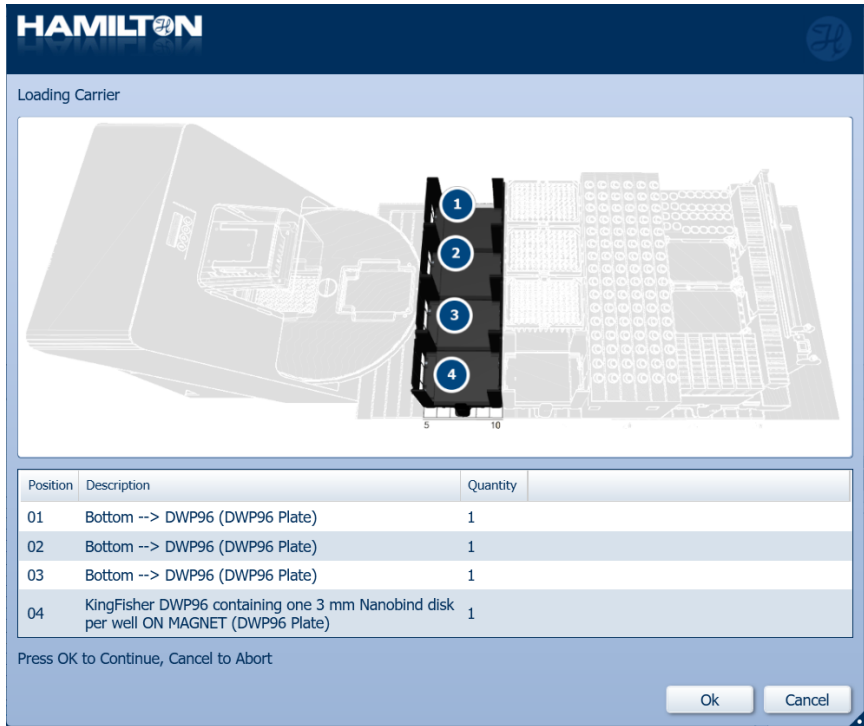 HAMILTON
Loading Carrier
1
2
3
4
5 10
Position Description Quantity
01 Bottom --> DWP96 (DWP96 Plate) 1
02 Bottom --> DWP96 (DWP96 Plate) 1
03 Bottom --> DWP96 (DWP96 Plate) 1
04 KingFisher DWP96 containing one 3 mm Nanobind disk 1
per well ON MAGNET (DWP96 Plate)
Press OK to Continue, Cancel to Abort
Ok Cancel